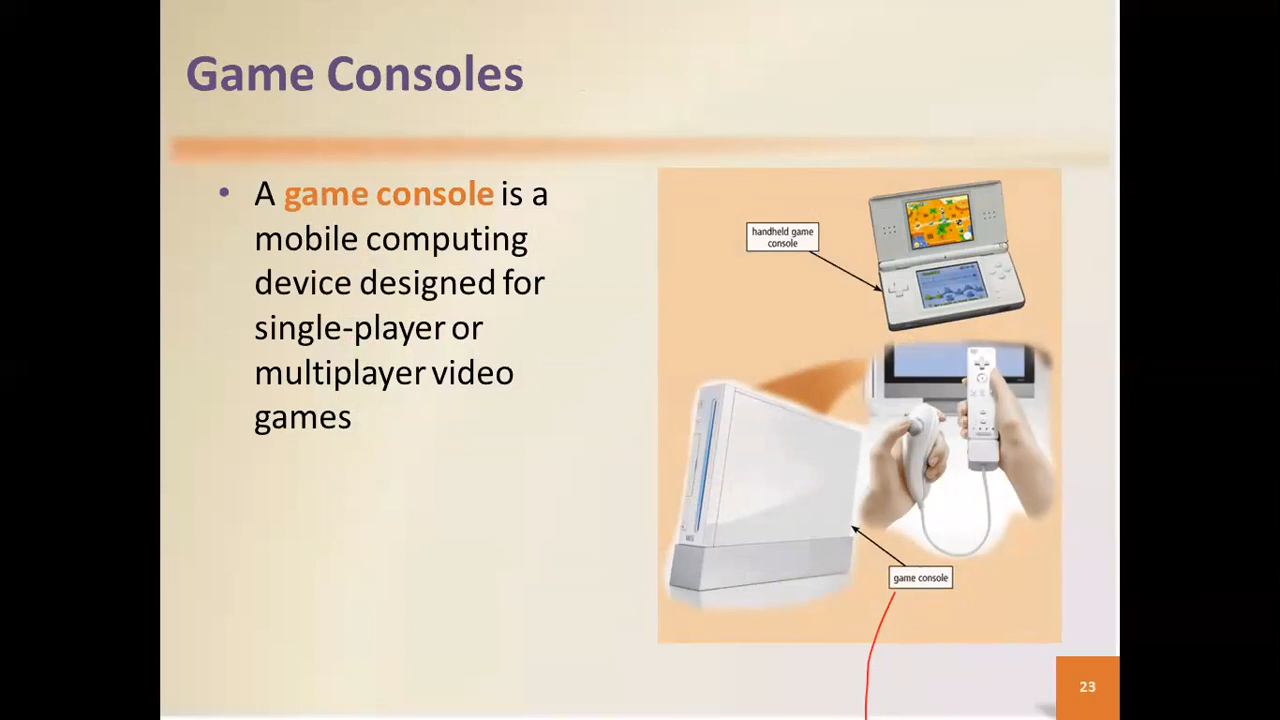 Game Consoles
• A game console is a
mobile computing
device designed for
single-player or
multiplayer video
games
handheld game
console
Wii
game console
23